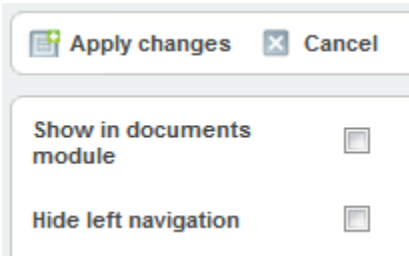 Apply changes Cancel
Show in documents
module
Hide left navigation